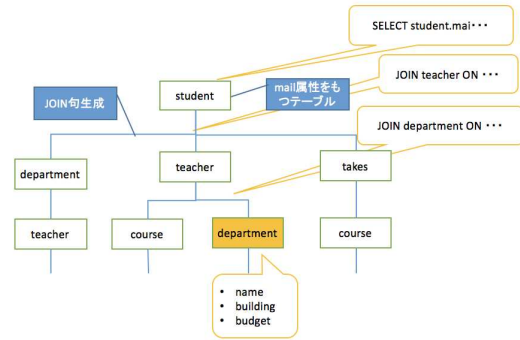 SELECT student.mai・・・
JOIN teacher ON ・・・
JOIN department ON ・・・
JOIN句生成
student
mail属性をも
つテーブル
department
teacher
takes
teacher
course
department
course
• name
• building
• budget